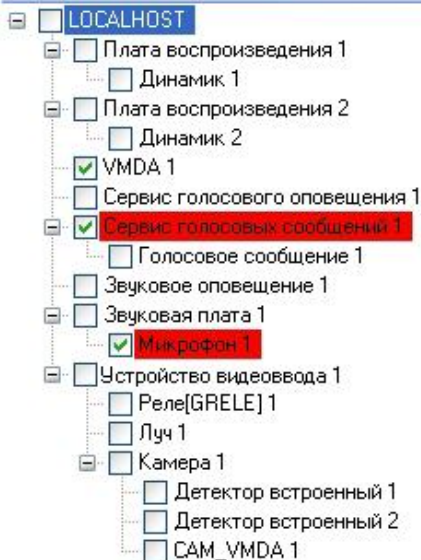 LOCALHOST
Плата воспроизведения 1
Динамик 1
Плата воспроизведения 2
Динамик 2
VMDA 1
Сервис голосового оповещения 1
Сервис голосовых сообщений 1
Голосовое сообщение 1
Звуковое оповещение 1
Звуковая плата 1
Микрофон 1
Устройство видеоввода 1
Реле[GRELE] 1
Луч 1
Камера 1
Детектор встроенный 1
Детектор встроенный 2
CAM_VMDA 1